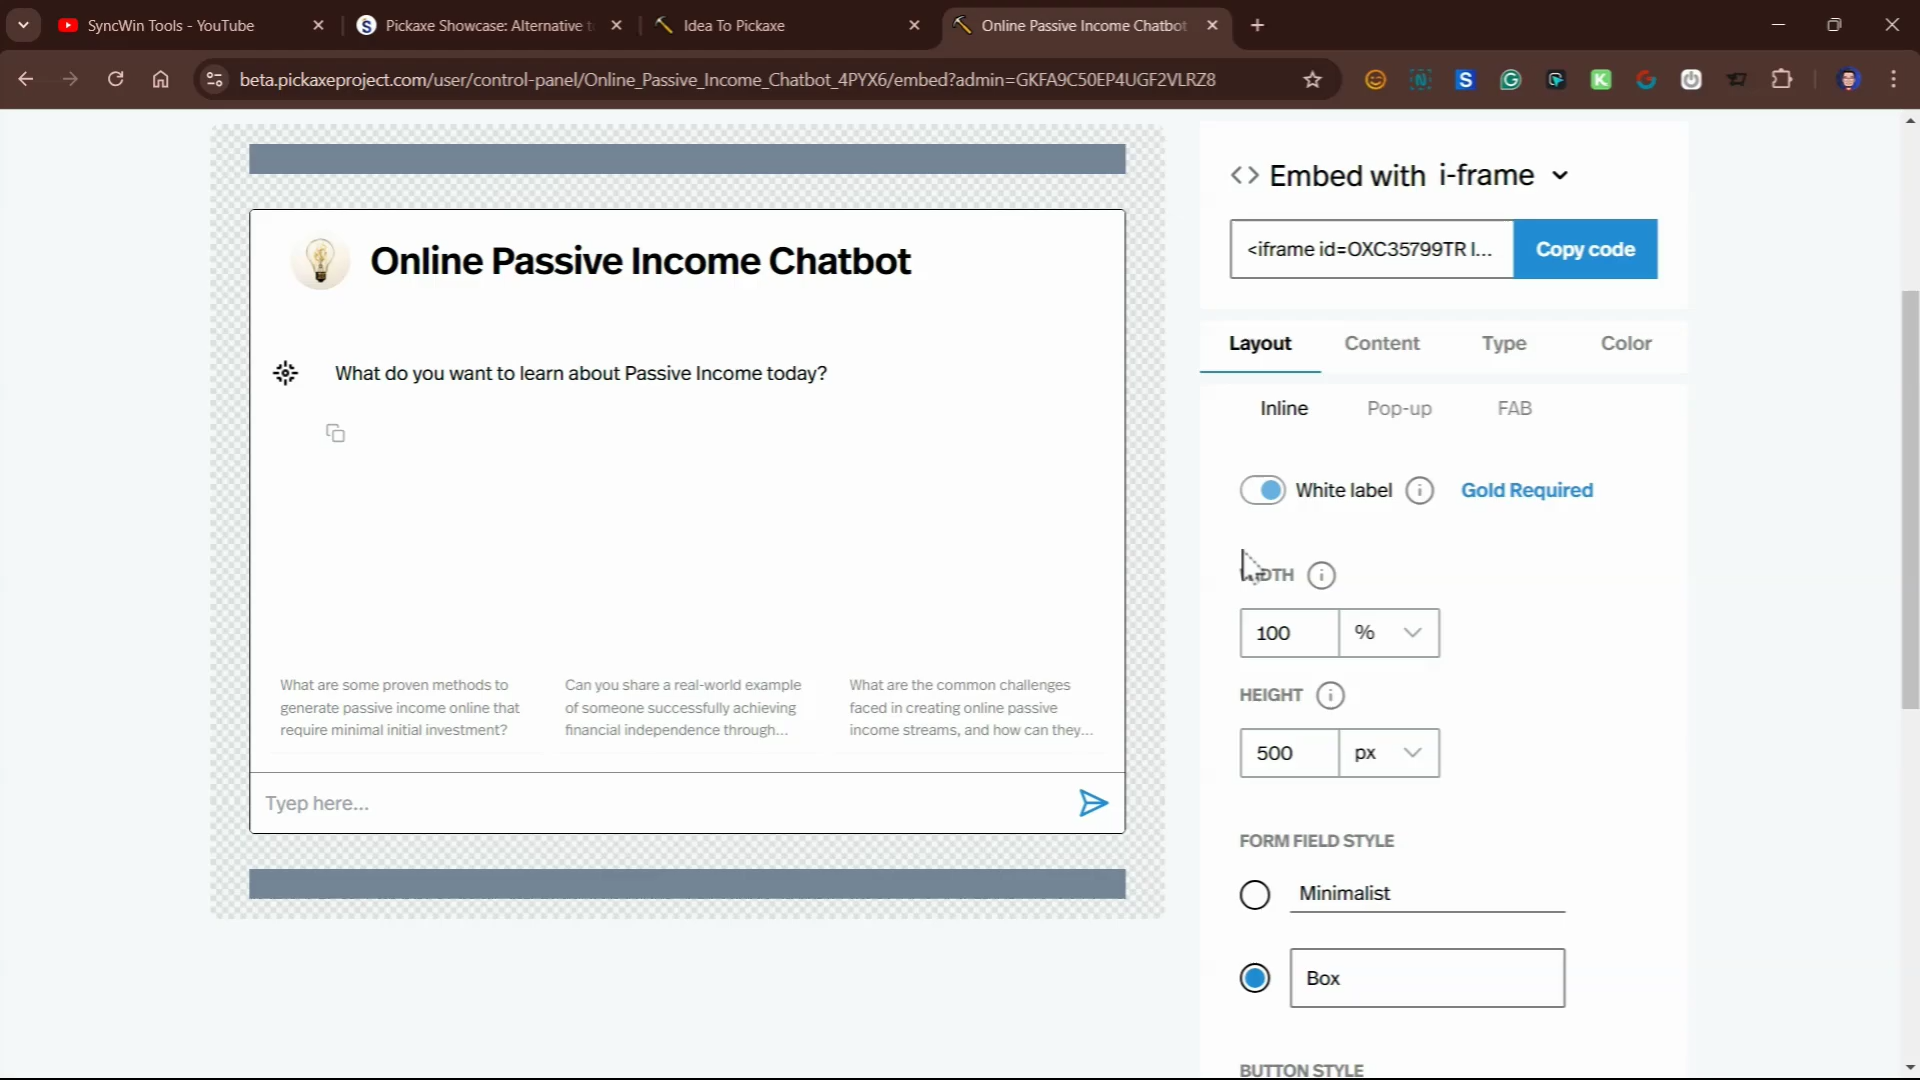 SyncWin Tools - YouTube
Pickaxe Showcase: Alternative t
Idea To Pickaxe
Online Passive Income Chatbot
beta.pickaxeproject.com/user/control-panel/Online_Passive_Income_Chatbot_4PYX6/embed?admin=GKFA9C50EP4UGF2VLRZ8
Online Passive Income Chatbot
What do you want to learn about Passive Income today?
What are some proven methods to
generate passive income online that
require minimal initial investment?
Can you share a real-world example
of someone successfully achieving
financial independence through...
What are the common challenges
faced in creating online passive
income streams, and how can they...
Tyep here...
<> Embed with i-frame
<iframe id=OXC35799TR l...
Copy code
Layout
Content
Type
Color
Inline
Pop-up
FAB
White label
Gold Required
WIDTH
100
%
HEIGHT
500
px
FORM FIELD STYLE
Minimalist
Box
BUTTON STYLE